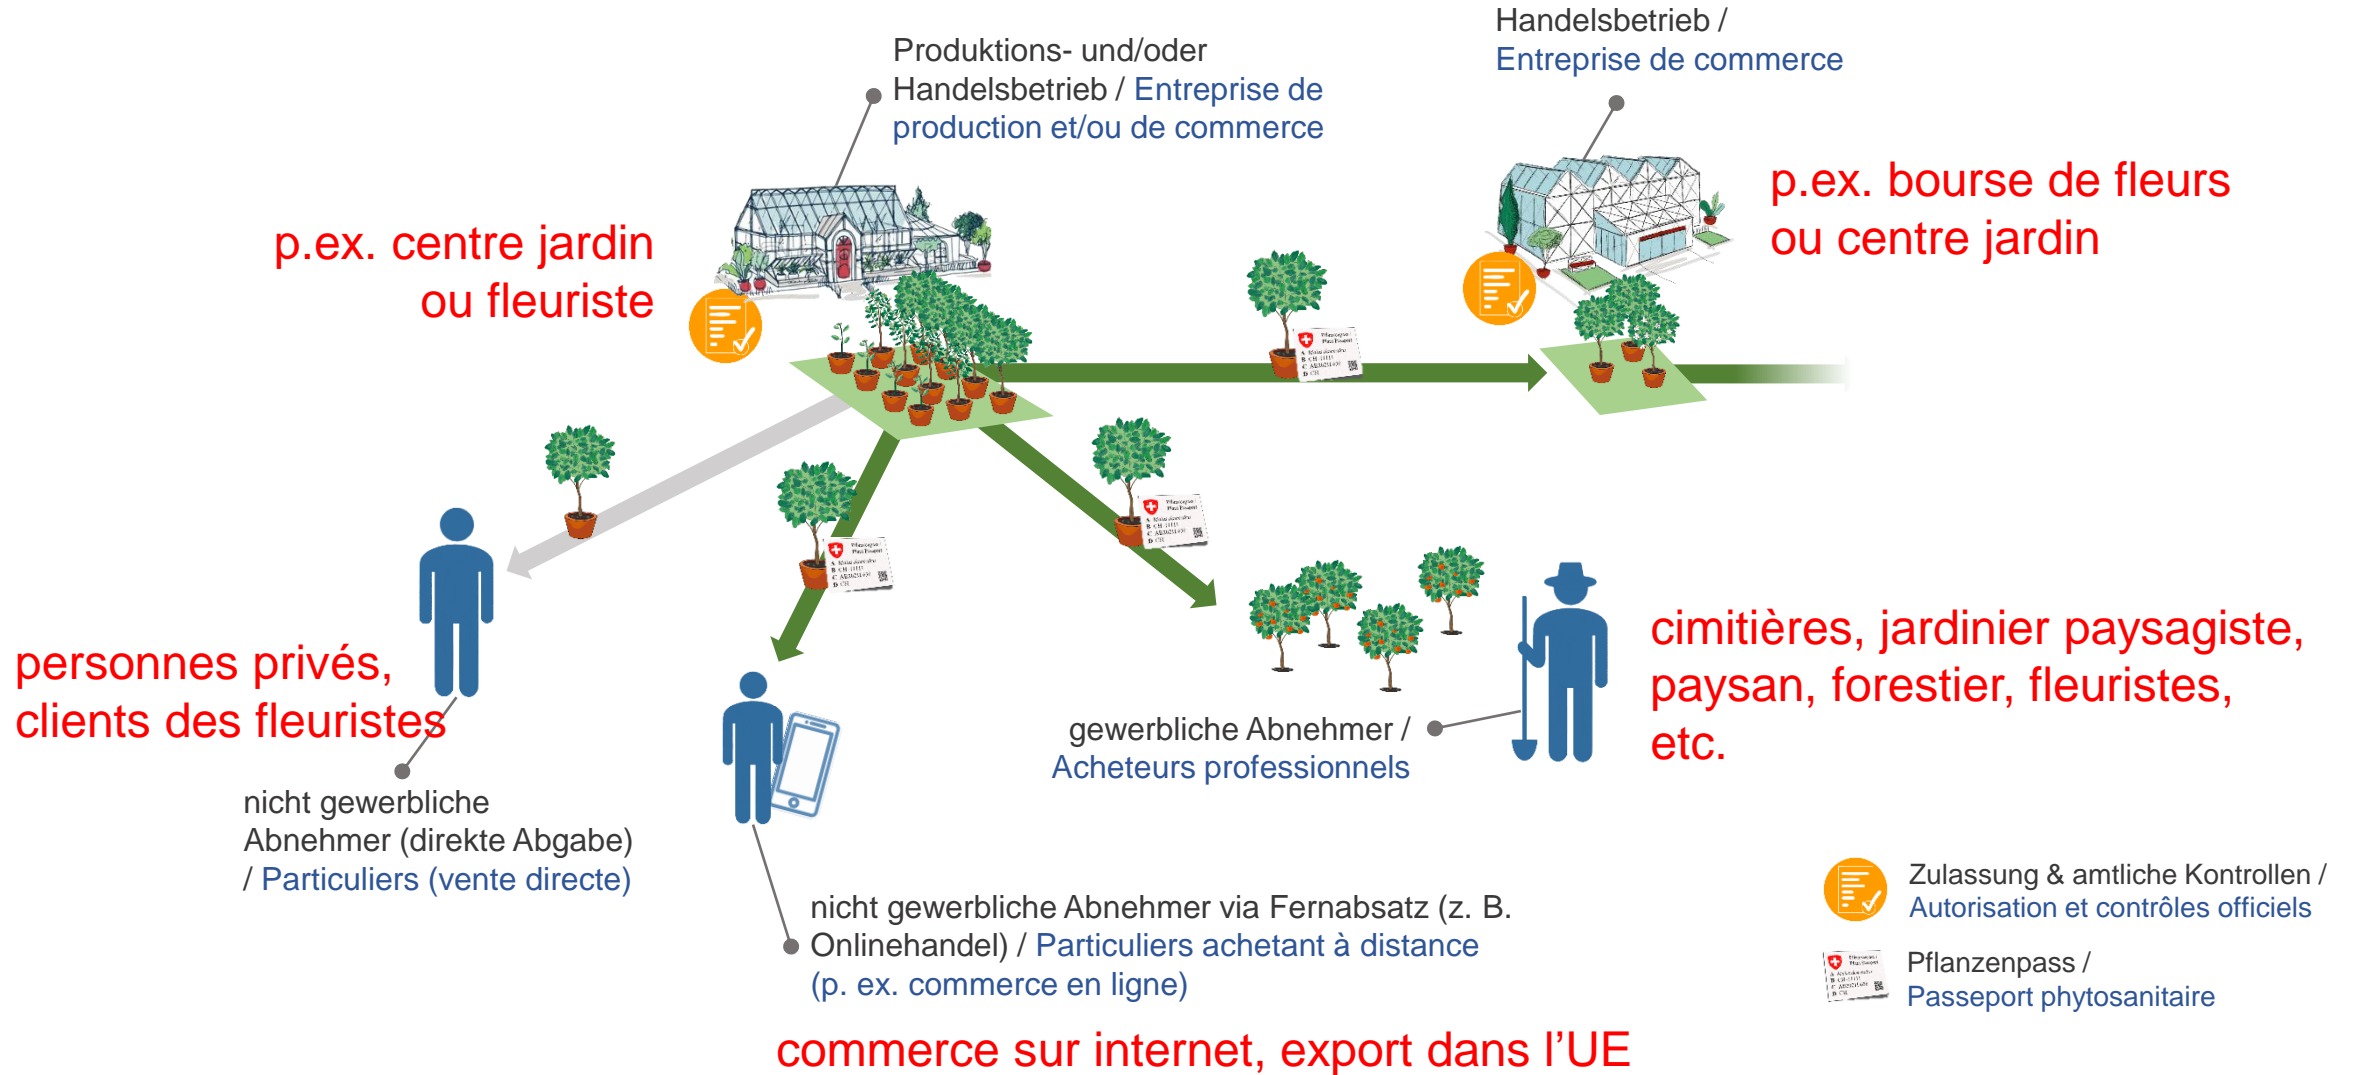 Handelsbetrieb /
Entreprise de commerce
Produktions- und/oder
Handelsbetrieb / Entreprise de
production et/ou de commerce
p.ex. bourse de fleurs
ou centre jardin
p.ex. centre jardin
ou fleuriste
personnes privés,
clients des fleuristes
cimitières, jardinier paysagiste,
paysan, forestier, fleuristes,
etc.
gewerbliche Abnehmer /
Acheteurs professionnels
nicht gewerbliche
Abnehmer (direkte Abgabe)
/ Particuliers (vente directe)
nicht gewerbliche Abnehmer via Fernabsatz (z. B.
Onlinehandel) / Particuliers achetant à distance
(p. ex. commerce en ligne)
commerce sur internet, export dans l’UE
Zulassung & amtliche Kontrollen /
Autorisation et contrôles officiels
Pflanzenpass /
Passeport phytosanitaire